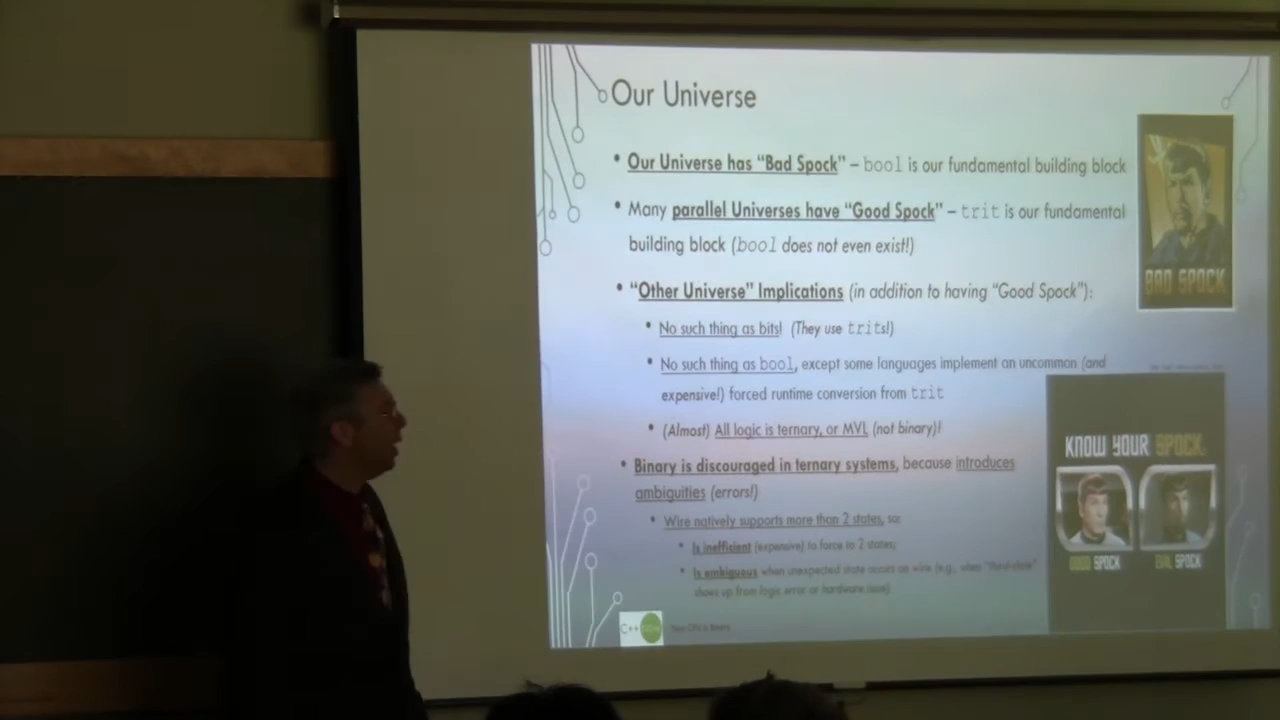 Our Universe
• Our Universe has “Bad Spock” – bool is our fundamental building block
• Many parallel Universes have “Good Spock” – trit is our fundamental
building block (bool does not even exist!)
• “Other Universe” Implications (in addition to having “Good Spock”):
• No such thing as bits! (They use trits!)
• No such thing as bool, except some languages implement an uncommon (and
expensive!) forced runtime conversion from trit
• (Almost) All logic is ternary, or MVL (not binary)!
• Binary is discouraged in ternary systems, because introduces
ambiguities (errors!)
• Wire natively supports more than 2 states, so:
• Is inefficient (expensive) to force to 2 states;
• Is ambiguous when unexpected state occurs on wire (e.g., when “third-state”
shows up from logic error or hardware issue)
BAD SPOCK
KNOW YOUR SPOCK.
GOOD SPOCK
EVIL SPOCK
C++